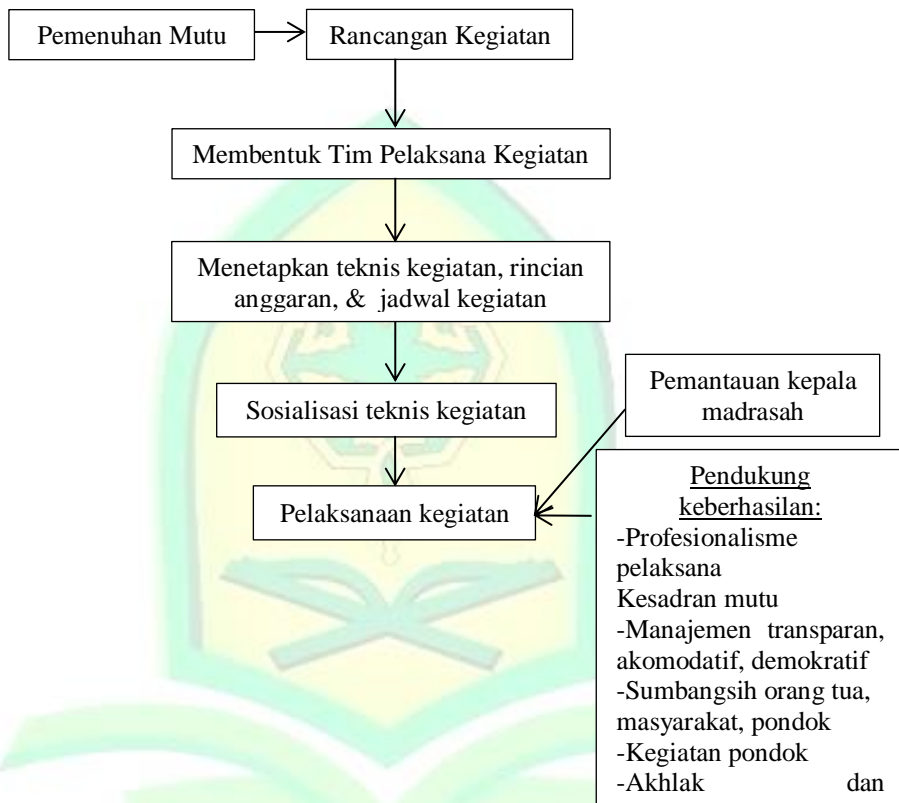 Pemenuhan Mutu
Rancangan Kegiatan
Membentuk Tim Pelaksana Kegiatan
Menetapkan teknis kegiatan, rincian
anggaran, & jadwal kegiatan
Sosialisasi teknis kegiatan
Pemantauan kepala
madrasah
Pelaksanaan kegiatan
Pendukung
keberhasilan:
-Profesionalisme
pelaksana
Kesadran mutu
-Manajemen transparan,
akomodatif, demokratif
-Sumbangsih orang tua,
masyarakat, pondok
-Kegiatan pondok
-Akhlak dan